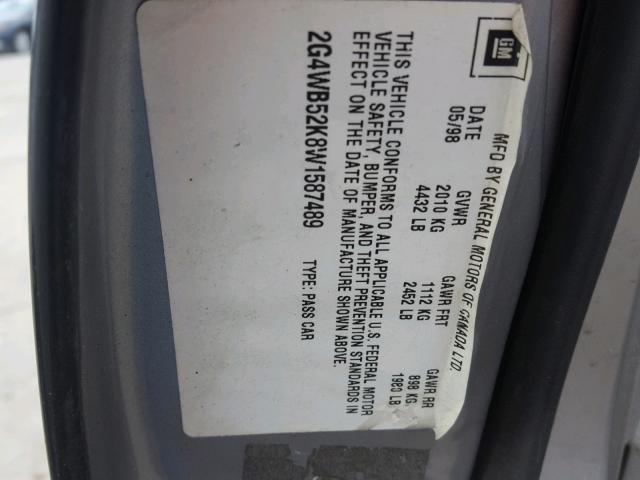 GM
MFD BY GENERAL MOTORS OF CANADA LTD.
DATE GVWR GAWR FRT GAWR RR
05/98 2010 KG 1112 KG 898 KG
4432 LB 2452 LB 1980 LB
THIS VEHICLE CONFORMS TO ALL APPLICABLE U.S. FEDERAL MOTOR
VEHICLE SAFETY, BUMPER, AND THEFT PREVENTION STANDARDS IN
EFFECT ON THE DATE OF MANUFACTURE SHOWN ABOVE.
2G4WB52K8W1587489 TYPE: PASS CAR